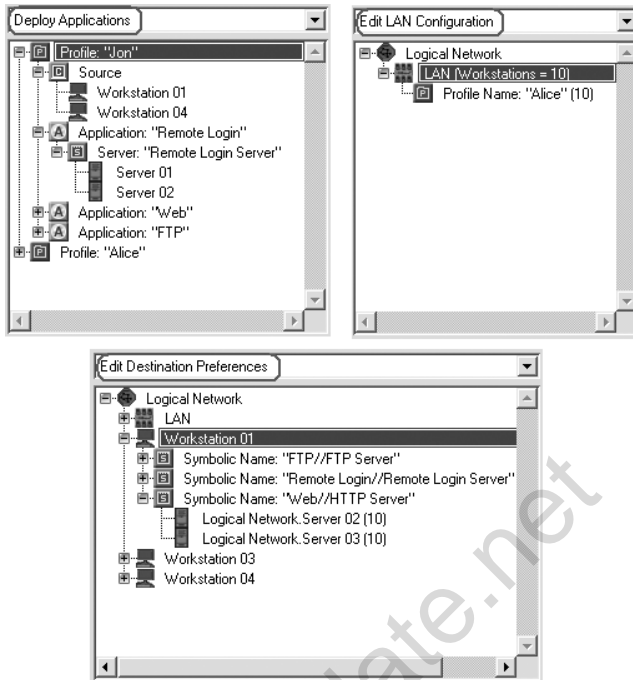 Deploy Applications
Profile: "Jon"
Source
Workstation 01
Workstation 04
Application: "Remote Login"
Server: "Remote Login Server"
Server 01
Server 02
Application: "Web"
Application: "FTP"
Profile: "Alice"
Edit LAN Configuration
Logical Network
LAN (Workstations = 10)
Profile Name: "Alice" (10)
Edit Destination Preferences
Logical Network
LAN
Workstation 01
Symbolic Name: "FTP//FTP Server"
Symbolic Name: "Remote Login//Remote Login Server"
Symbolic Name: "Web//HTTP Server"
Logical Network.Server 02 (10)
Logical Network.Server 03 (10)
Workstation 03
Workstation 04